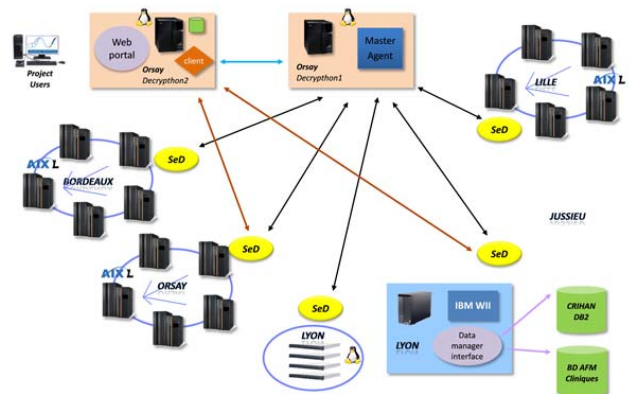 Project
Users
Web
portal
client
Orsay
Decrypthon2
Orsay
Decrypthon1
Master
Agent
LILLE
AIX L
SeD
SeD
AIX L
BORDEAUX
JUSSIEU
SeD
SeD
AIX L
ORSAY
SeD
LYON
IBM WII
LYON
Data
manager
interface
CRIHAN
DB2
BD AFM
Cliniques